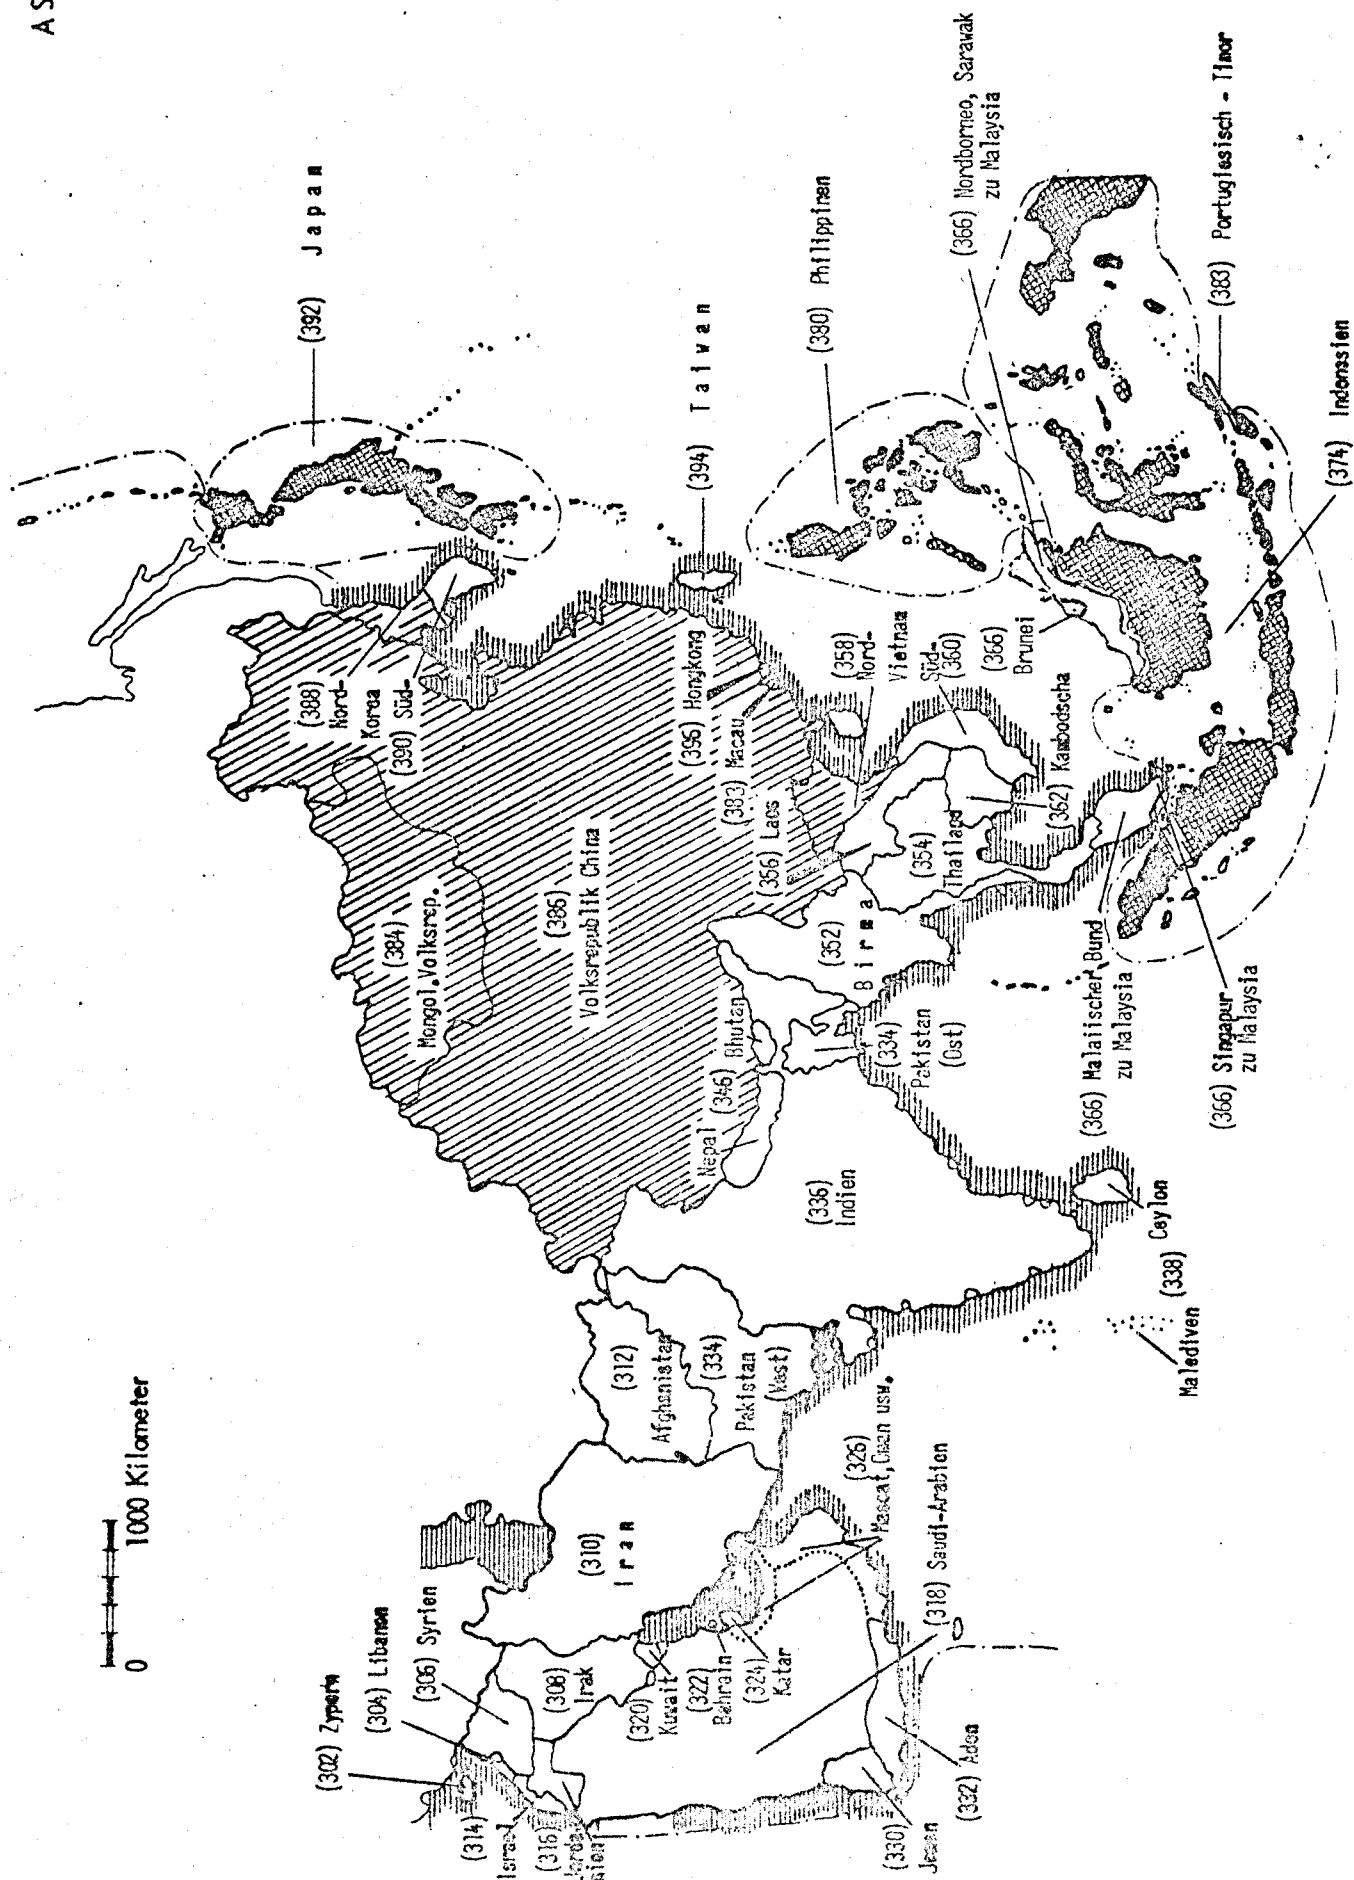 AS
0
1000 Kilometer
(302) Zypern
(304) Libanon
(306) Syrien
(314)
Israel
(316)
(308)
Irak
(310)
Iran
(312)
Afghanistan
(334)
Pakistan
(West)
(320)
Kuwait
(322)
Bahrain
(324)
Katar
(326)
Mascat, Oman usw.
(318) Saudi-Arabien
(330)
Jemen
(332) Aden
(384)
Mongol. Volksrep.
(386)
Volksrepublik China
(388)
Nord-
Korea
(390) Süd-
(392) Japan
(394) Taiwan
(395) Hongkong
(383) Macau
(356) Laos
(358)
Nord-
Vietnam
Süd-
(360)
(366)
Brunei
(362) Kambodscha
(354)
Thailand
(352)
Birma
Nepal (346) Bhutan
(334)
Pakistan
(Ost)
(336)
Indien
Ceylon
(338)
Malediven
(366) Malaiischer Bund
zu Malaysia
(366) Singapur
zu Malaysia
(380) Philippinen
(366) Nordborneo, Sarawak
zu Malaysia
(383) Portugiesisch - Timor
(374) Indonesien